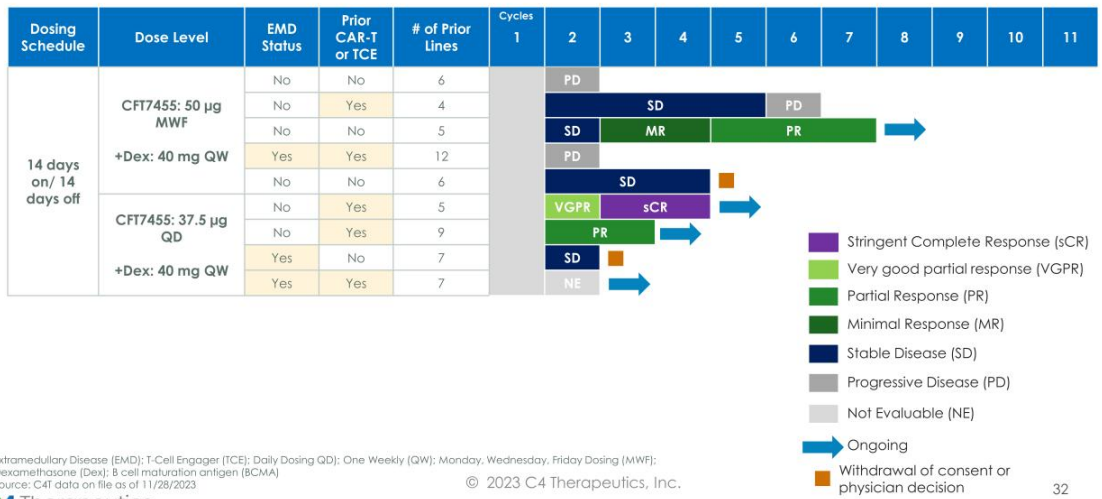 Dosing Schedule
Dose Level
EMD Status
Prior CAR-T or TCE
# of Prior Lines
Cycles
1 2 3 4 5 6 7 8 9 10 11
14 days on/ 14 days off
CFT7455: 50 µg MWF
+Dex: 40 mg QW
No No 6 PD
No Yes 4 SD PD
No No 5 SD MR PR
Yes Yes 12 PD
No No 6 SD
CFT7455: 37.5 µg QD
+Dex: 40 mg QW
No Yes 5 VGPR sCR
No Yes 9 PR
Yes No 7 SD
Yes Yes 7 NE
Stringent Complete Response (sCR)
Very good partial response (VGPR)
Partial Response (PR)
Minimal Response (MR)
Stable Disease (SD)
Progressive Disease (PD)
Not Evaluable (NE)
Ongoing
Withdrawal of consent or
physician decision
xtramedullary Disease (EMD); T-Cell Engager (TCE); Daily Dosing QD); One Weekly (QW); Monday, Wednesday, Friday Dosing (MWF);
examethasone (Dex); B cell maturation antigen (BCMA)
ource: C4T data on file as of 11/28/2023
© 2023 C4 Therapeutics, Inc.
32